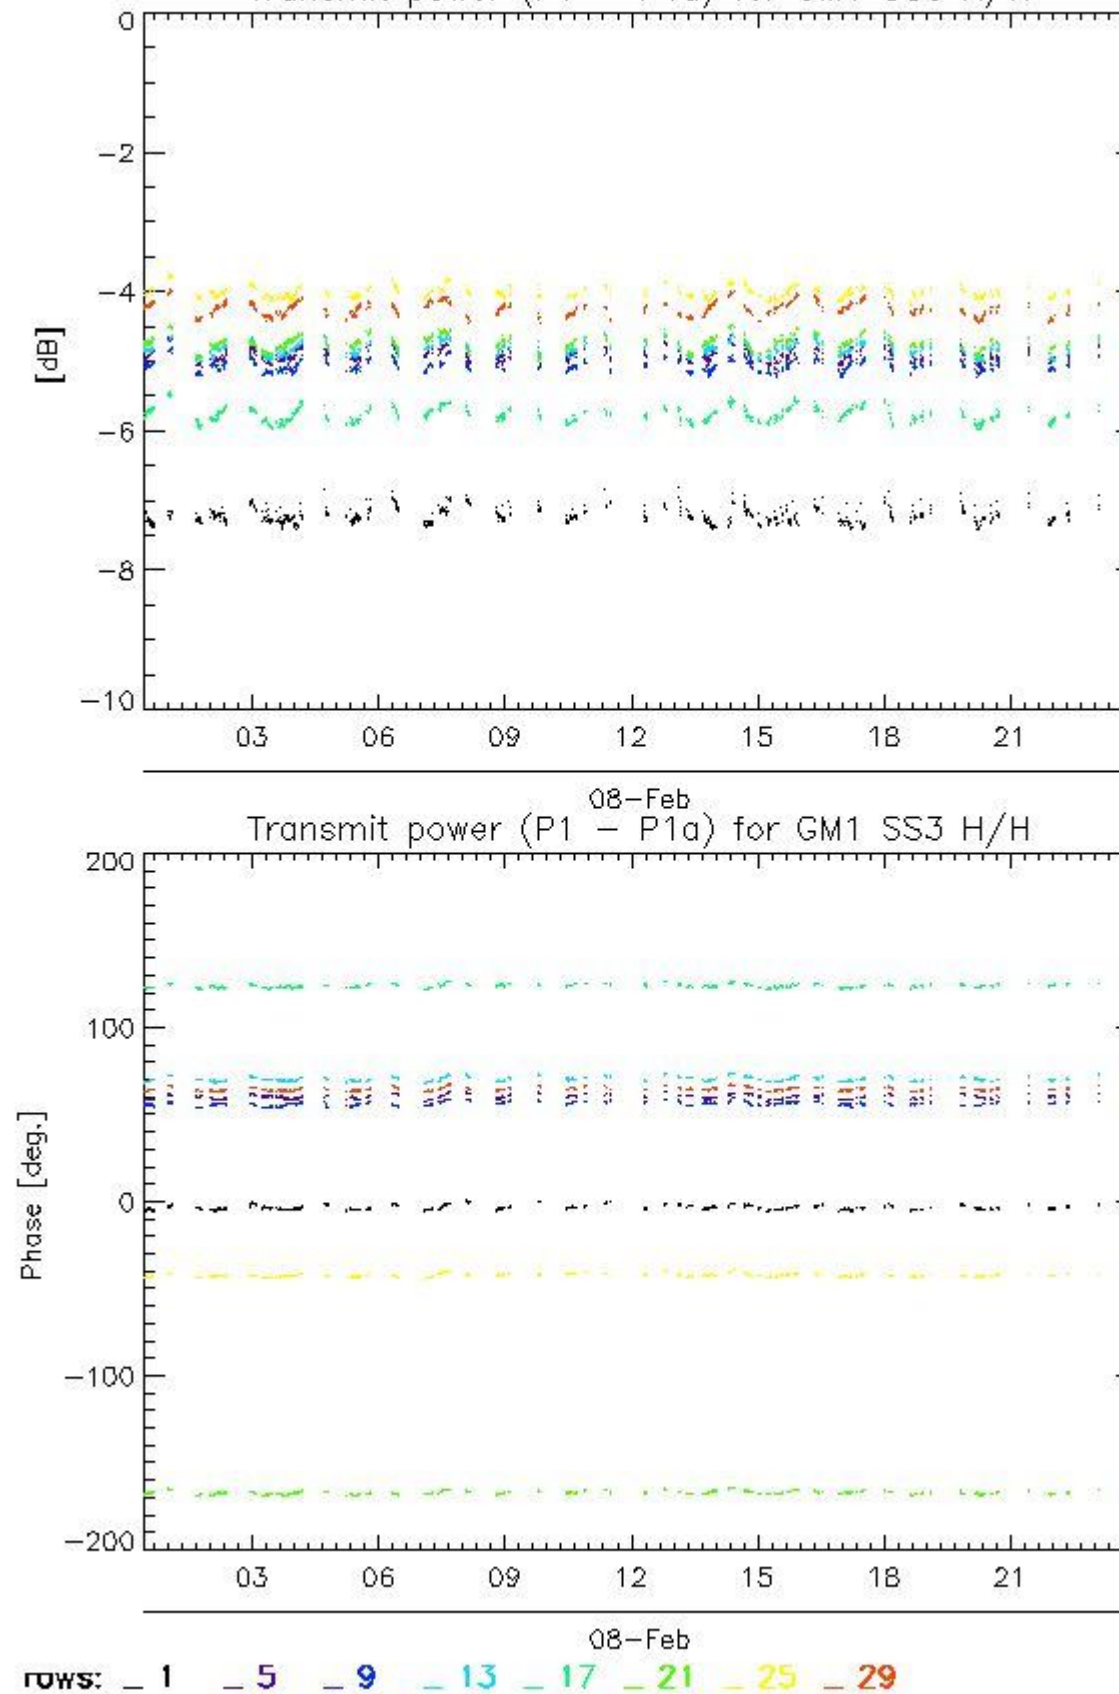 0
−2
−4
−6
−8
−10
[dB]
03 06 09 12 15 18 21
08−Feb
Transmit power (P1 − P1a) for GM1 SS3 H/H
200
100
0
−100
−200
Phase [deg.]
03 06 09 12 15 18 21
08−Feb
rows: _ 1 _ 5 _ 9 _ 13 _ 17 _ 21 _ 25 _ 29